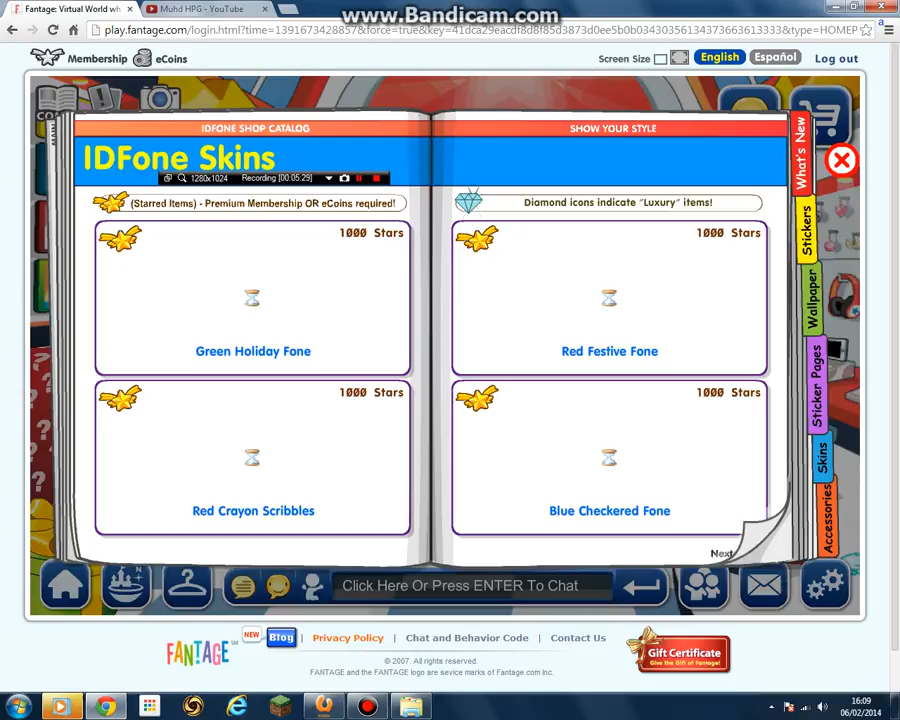 www.Bandicam.com
Fantage: Virtual World wh
Muhd HPG - YouTube
play.fantage.com/login.html?time=1391673428857&force=true&key=41dca29eacdf8d8f85d3873d0ee5b0b034303561343736663613333&type=HOMEP
Membership eCoins
Screen Size English Español Log out
IDFONE SHOP CATALOG
SHOW YOUR STYLE
IDFone Skins
1280x1024 Recording [00:05:29]
(Starred Items) - Premium Membership OR eCoins required!
Diamond icons indicate "Luxury" items!
1000 Stars
Green Holiday Fone
1000 Stars
Red Festive Fone
1000 Stars
Red Crayon Scribbles
1000 Stars
Blue Checkered Fone
Next
What's New
Stickers
Wallpaper
Sticker Pages
Skins
Accessories
Click Here Or Press ENTER To Chat
FANTAGE
NEW Blog | Privacy Policy | Chat and Behavior Code | Contact Us
Gift Certificate
Give the Gift of Fantage!
© 2007. All rights reserved.
FANTAGE and the FANTAGE logo are sevice marks of Fantage.com Inc.
16:09
06/02/2014